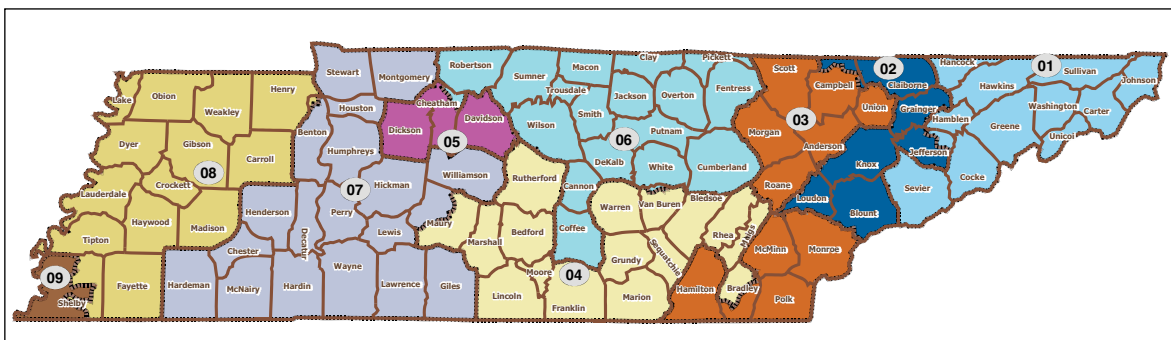 Stewart
Montgomery
Robertson
Sumner
Macon
Clay
Pickett
Scott
Campbell
02
Claiborne
Hancock
01
Sullivan
Johnson
Lake
Obion
Weakley
Henry
Houston
Cheatham
Trousdale
Jackson
Overton
Fentress
Union
Grainger
Hawkins
Washington
Carter
Benton
Dickson
Davidson
Wilson
Smith
03
Hamblen
Greene
Unicoi
Dyer
Gibson
Carroll
Humphreys
05
06
Putnam
Morgan
Anderson
Jefferson
Crockett
08
07
Hickman
Williamson
Rutherford
DeKalb
White
Cumberland
Knox
Cocke
Lauderdale
Haywood
Madison
Henderson
Perry
Cannon
Roane
Loudon
Blount
Sevier
Tipton
Decatur
Lewis
Maury
Marshall
Bedford
Coffee
Warren
Van Buren
Bledsoe
Rhea
Meigs
McMinn
Monroe
09
Shelby
Fayette
Chester
Wayne
Moore
Grundy
Sequatchie
Hardeman
McNairy
Hardin
Lawrence
Giles
Lincoln
04
Franklin
Marion
Hamilton
Bradley
Polk